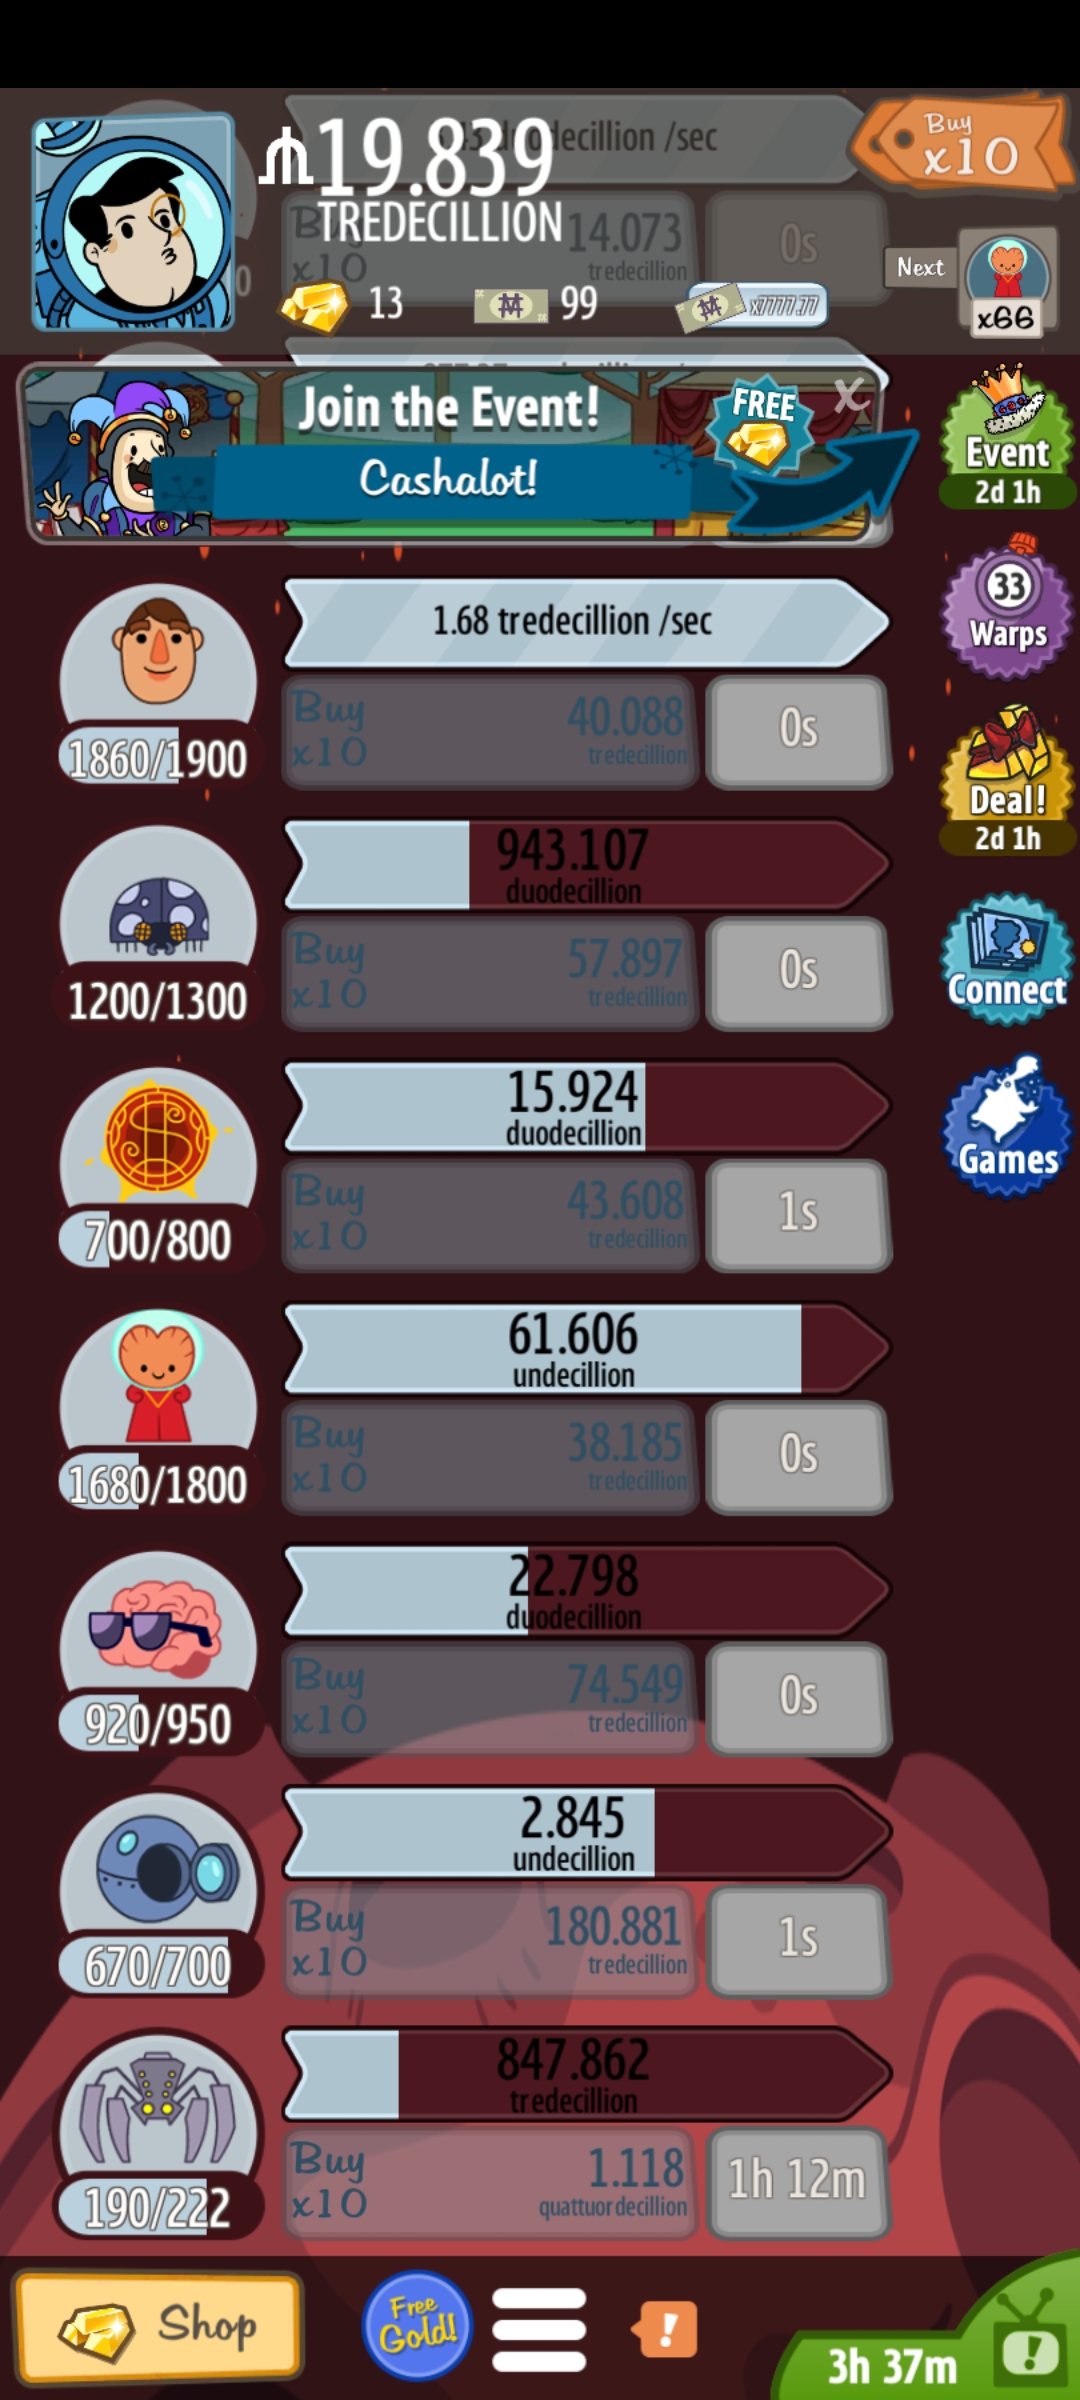 duodecillion /sec
Buy
x10
₼19.839
TREDECILLION
Buy
x10
14.073
tredecillion
0s
13
99
x7777.77
Next
x66
Join the Event!
FREE
X
Cashalot!
Event
2d 1h
1.68 tredecillion /sec
33
Warps
Buy
x10
40.088
tredecillion
0s
1860/1900
Deal!
2d 1h
943.107
duodecillion
Buy
x10
57.897
tredecillion
0s
1200/1300
Connect
15.924
duodecillion
Buy
x10
43.608
tredecillion
1s
700/800
Games
61.606
undecillion
Buy
x10
38.185
tredecillion
0s
1680/1800
22.798
duodecillion
Buy
x10
74.549
tredecillion
0s
920/950
2.845
undecillion
Buy
x10
180.881
tredecillion
1s
670/700
847.862
tredecillion
Buy
x10
1.118
quattuordecillion
1h 12m
190/222
Shop
Free
Gold!
!
3h 37m
!